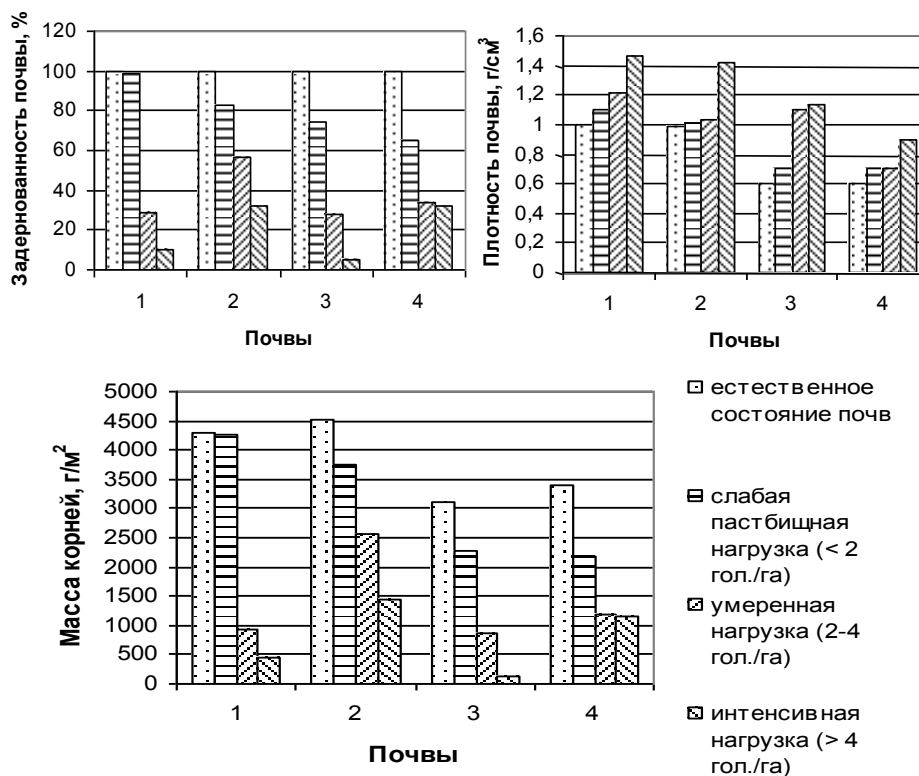 Задернованность почвы, %
120
100
80
60
40
20
0
1 2 3 4
Почвы
Плотность почвы, г/см³
1,6
1,4
1,2
1
0,8
0,6
0,4
0,2
0
1 2 3 4
Почвы
Масса корней, г/м²
5000
4500
4000
3500
3000
2500
2000
1500
1000
500
0
1 2 3 4
Почвы
естественное
состояние почв
слабая
пастбищная
нагрузка (< 2
гол./га)
умеренная
нагрузка (2-4
гол./га)
интенсивная
нагрузка (> 4
гол./га)